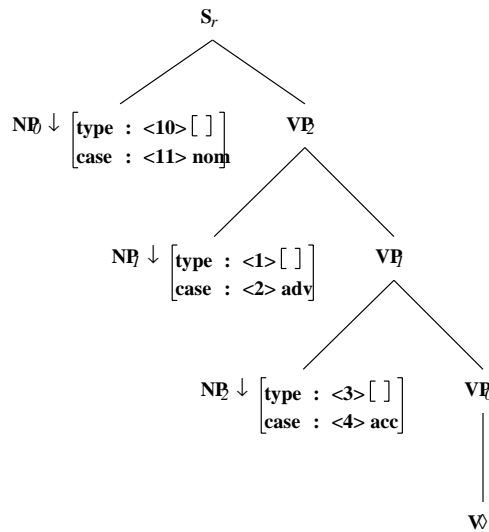 S_r
NP_0 ↓ [type : <10> [ ] VP_2
case : <11> nom]
NP_1 ↓ [type : <1> [ ] VP_1
case : <2> adv]
NP_2 ↓ [type : <3> [ ] VP_0
case : <4> acc]
V◊